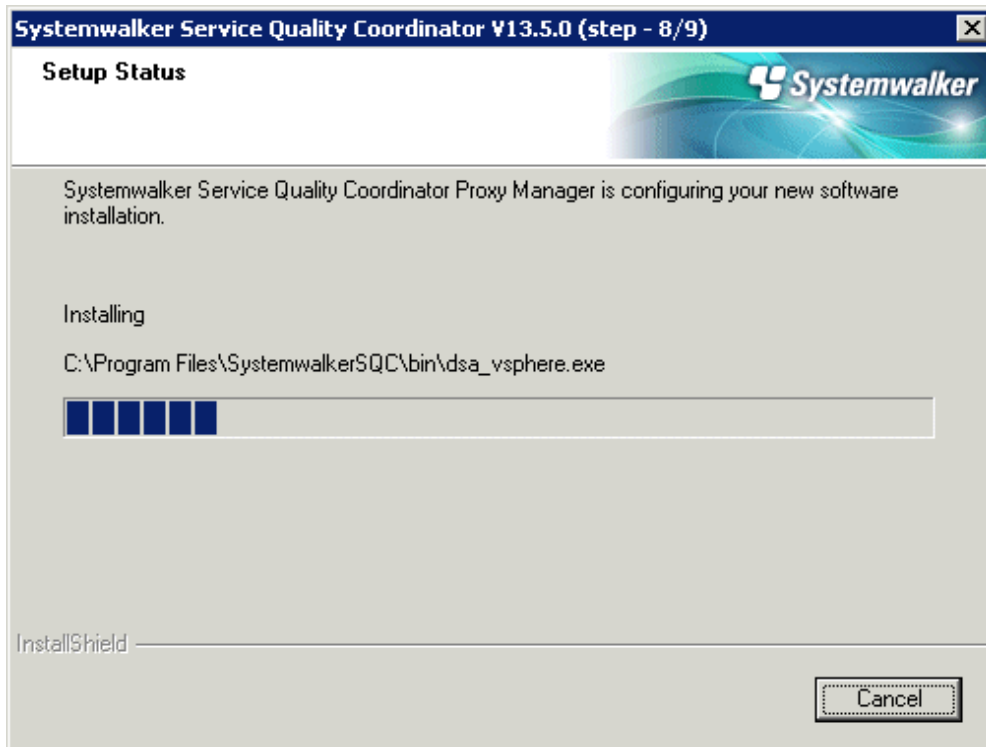 Systemwalker Service Quality Coordinator V13.5.0 (step - 8/9)
Setup Status
Systemwalker
Systemwalker Service Quality Coordinator Proxy Manager is configuring your new software
installation.
Installing
C:\Program Files\SystemwalkerSQC\bin\dsa_vsphere.exe
InstallShield
Cancel